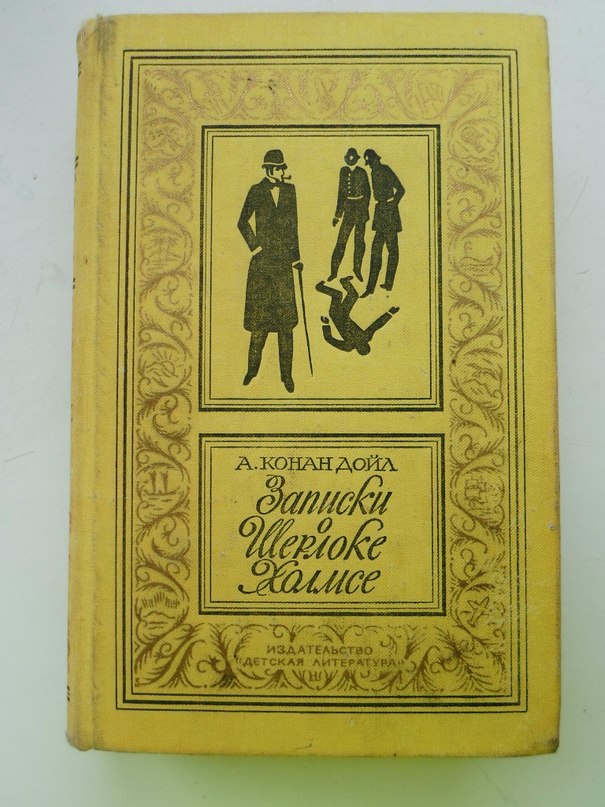 А. КОНАН ДОЙЛ
Записки
о
Шерлоке
Холмсе
ИЗДАТЕЛЬСТВО
«ДЕТСКАЯ ЛИТЕРАТУРА»